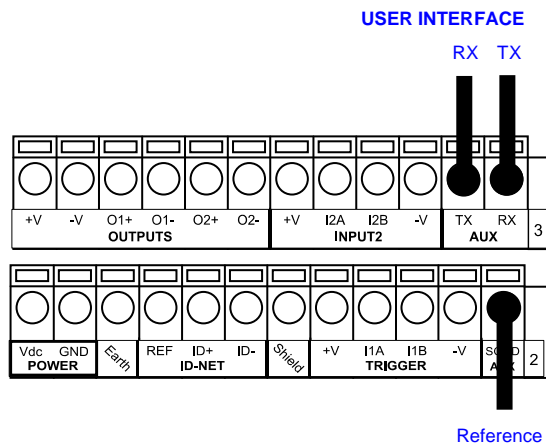 USER INTERFACE
RX TX
+V -V O1+ O1- O2+ O2- +V I2A I2B -V TX RX
OUTPUTS INPUT2 AUX 3
Vdc GND Earth REF ID+ ID- Shield +V I1A I1B -V
POWER ID-NET TRIGGER 2
Reference